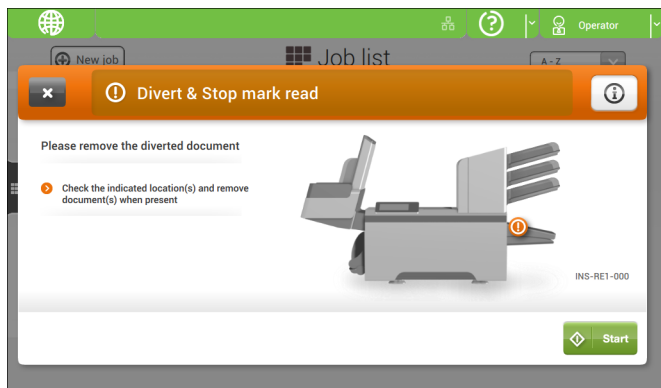 Operator
New job
Job list
A - Z
Divert & Stop mark read
Please remove the diverted document
Check the indicated location(s) and remove
document(s) when present
INS-RE1-000
Start